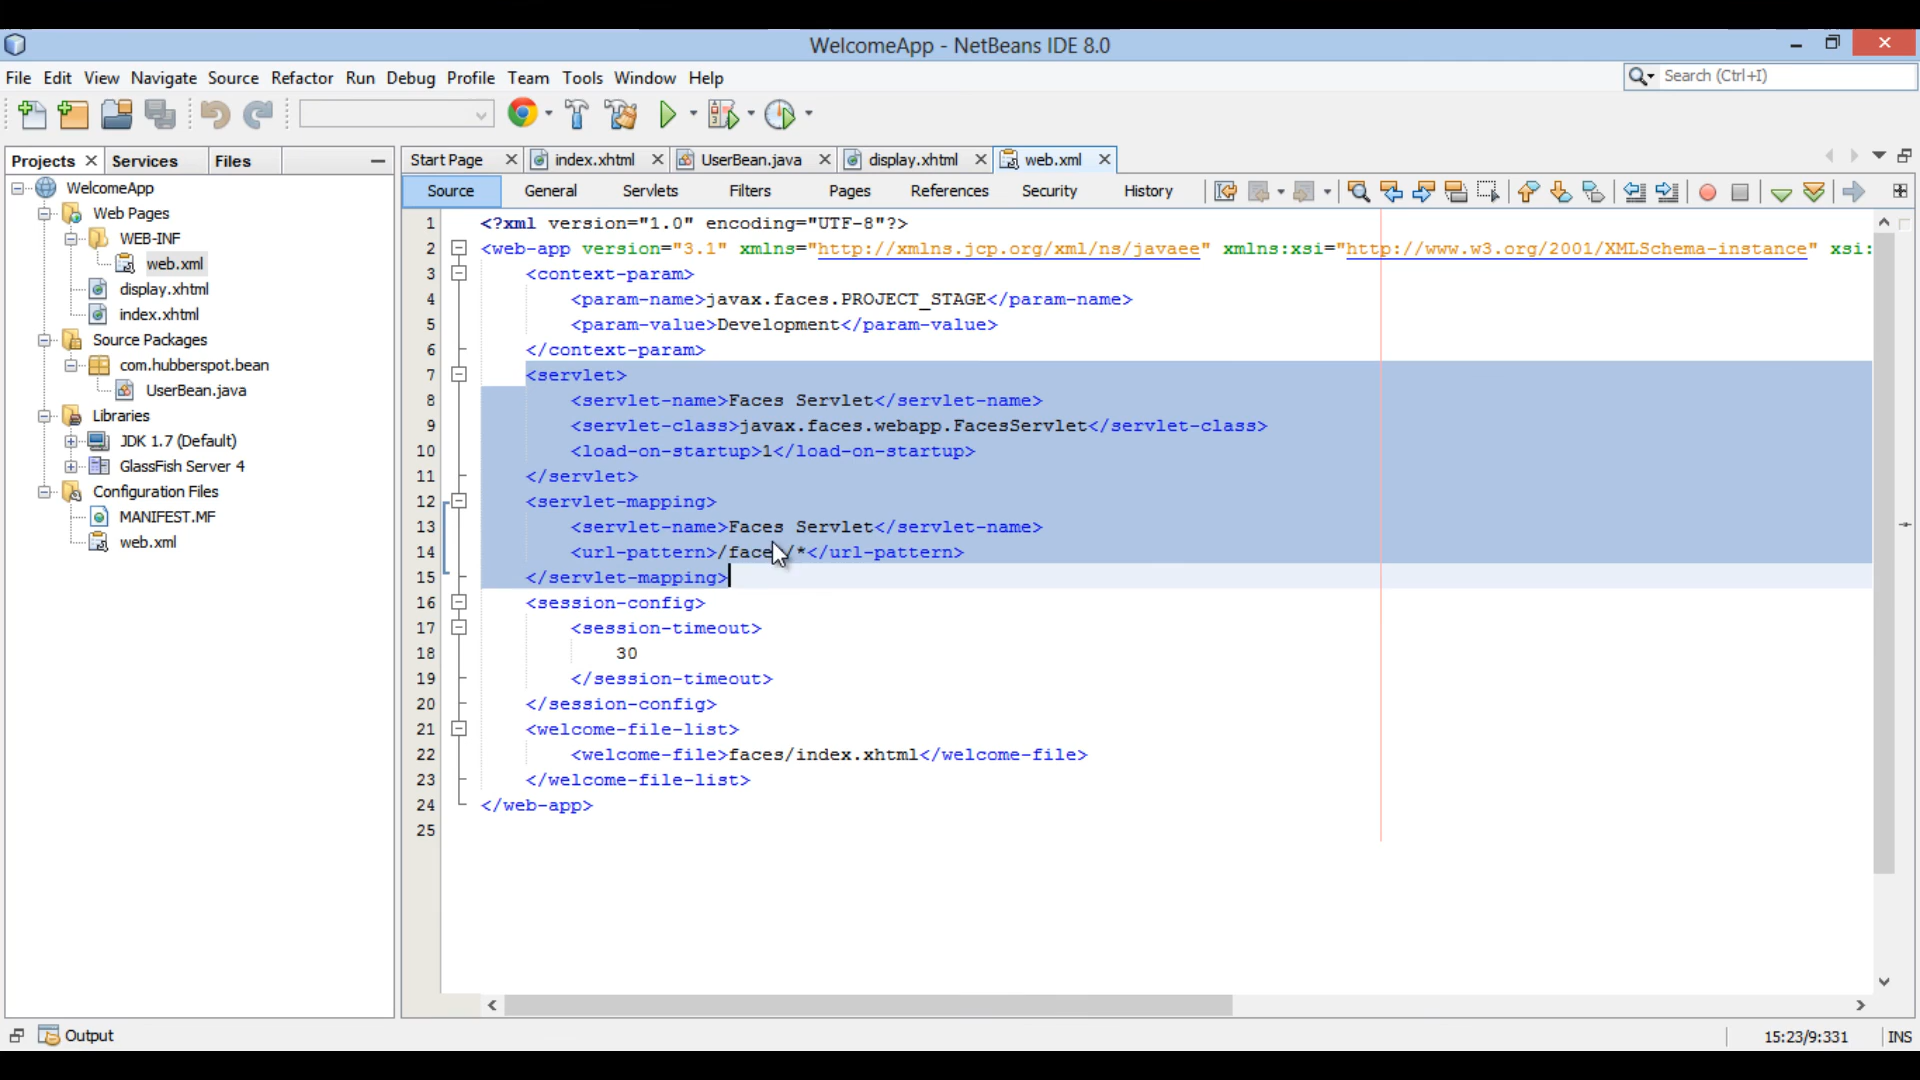 WelcomeApp - NetBeans IDE 8.0
File Edit View Navigate Source Refactor Run Debug Profile Team Tools Window Help
Search (Ctrl+I)
Projects Services Files
Start Page index.xhtml UserBean.java display.xhtml web.xml
Source General Servlets Filters Pages References Security History
WelcomeApp
Web Pages
WEB-INF
web.xml
display.xhtml
index.xhtml
Source Packages
com.hubberspot.bean
UserBean.java
Libraries
JDK 1.7 (Default)
GlassFish Server 4
Configuration Files
MANIFEST.MF
web.xml
1 <?xml version="1.0" encoding="UTF-8"?>
2 <web-app version="3.1" xmlns="http://xmlns.jcp.org/xml/ns/javaee" xmlns:xsi="http://www.w3.org/2001/XMLSchema-instance" xsi:
3 <context-param>
4 <param-name>javax.faces.PROJECT_STAGE</param-name>
5 <param-value>Development</param-value>
6 </context-param>
7 <servlet>
8 <servlet-name>Faces Servlet</servlet-name>
9 <servlet-class>javax.faces.webapp.FacesServlet</servlet-class>
10 <load-on-startup>1</load-on-startup>
11 </servlet>
12 <servlet-mapping>
13 <servlet-name>Faces Servlet</servlet-name>
14 <url-pattern>/faces/*</url-pattern>
15 </servlet-mapping>
16 <session-config>
17 <session-timeout>
18 30
19 </session-timeout>
20 </session-config>
21 <welcome-file-list>
22 <welcome-file>faces/index.xhtml</welcome-file>
23 </welcome-file-list>
24 </web-app>
25
Output
15:23/9:331 INS